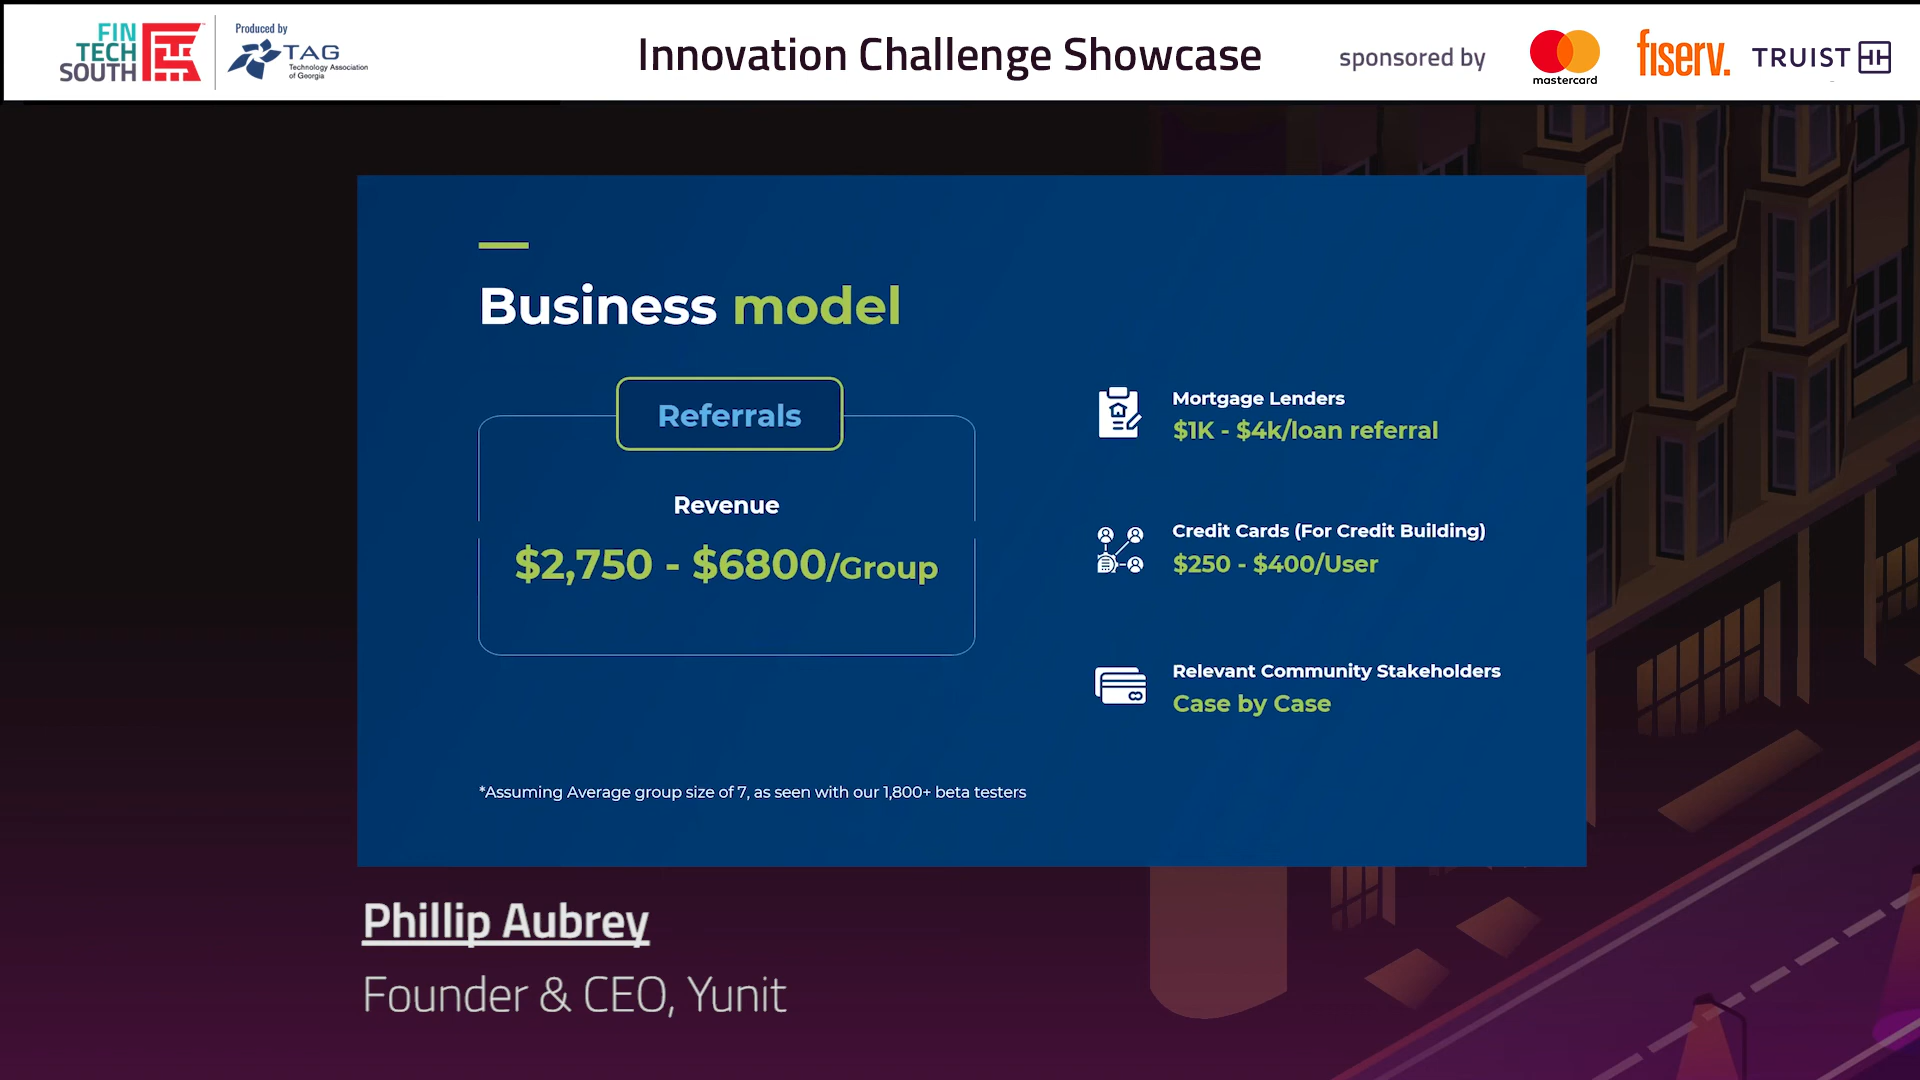 FIN
TECH
SOUTH
Produced by
TAG
Technology Association
of Georgia
Innovation Challenge Showcase
sponsored by
mastercard
fiserv.
TRUIST
Business model
Referrals
Revenue
$2,750 - $6800/Group
Mortgage Lenders
$1K - $4k/loan referral
Credit Cards (For Credit Building)
$250 - $400/User
Relevant Community Stakeholders
Case by Case
*Assuming Average group size of 7, as seen with our 1,800+ beta testers
Phillip Aubrey
Founder & CEO, Yunit